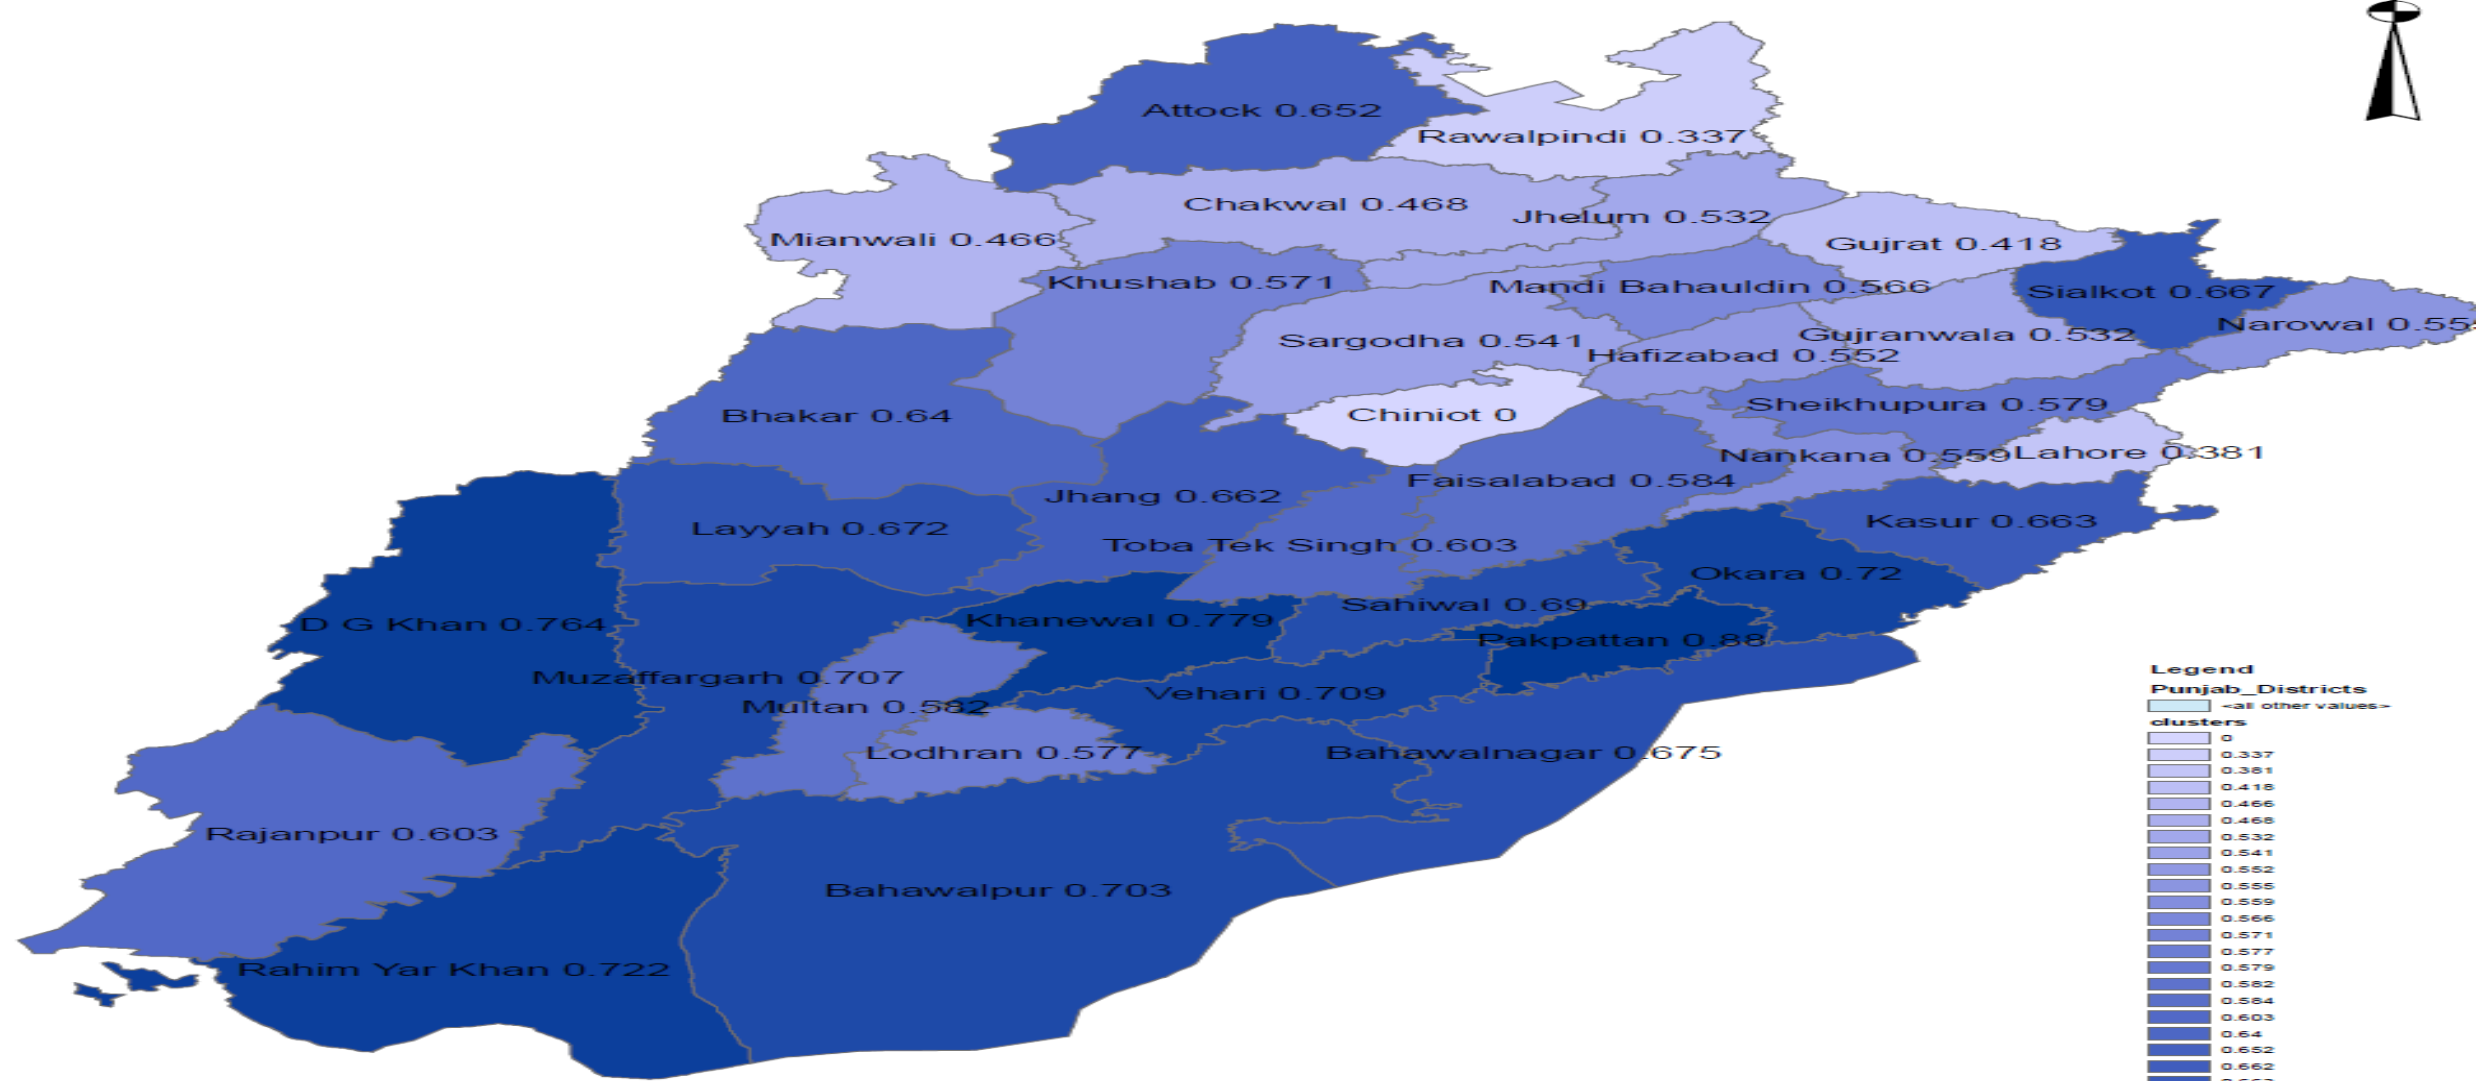 Attock 0.652
Rawalpindi 0.337
Chakwal 0.468
Jhelum 0.532
Mianwali 0.466
Gujrat 0.418
Khushab 0.571
Mandi Bahauldin 0.566
Sialkot 0.667
Narowal 0.555
Sargodha 0.541
Gujranwala 0.532
Hafizabad 0.552
Bhakar 0.64
Chiniot 0
Sheikhupura 0.579
Nankana 0.559
Lahore 0.381
Faisalabad 0.584
Jhang 0.662
Layyah 0.672
Kasur 0.663
Toba Tek Singh 0.603
Okara 0.72
Sahiwal 0.69
D G Khan 0.764
Khanewal 0.779
Pakpattan 0.88
Muzaffargarh 0.707
Vehari 0.709
Multan 0.582
Lodhran 0.577
Bahawalnagar 0.675
Rajanpur 0.603
Bahawalpur 0.703
Rahim Yar Khan 0.722
Legend
Punjab_Districts
<all other values>
clusters
0
0.337
0.381
0.418
0.466
0.468
0.532
0.541
0.552
0.555
0.559
0.566
0.571
0.577
0.579
0.582
0.584
0.603
0.64
0.652
0.662